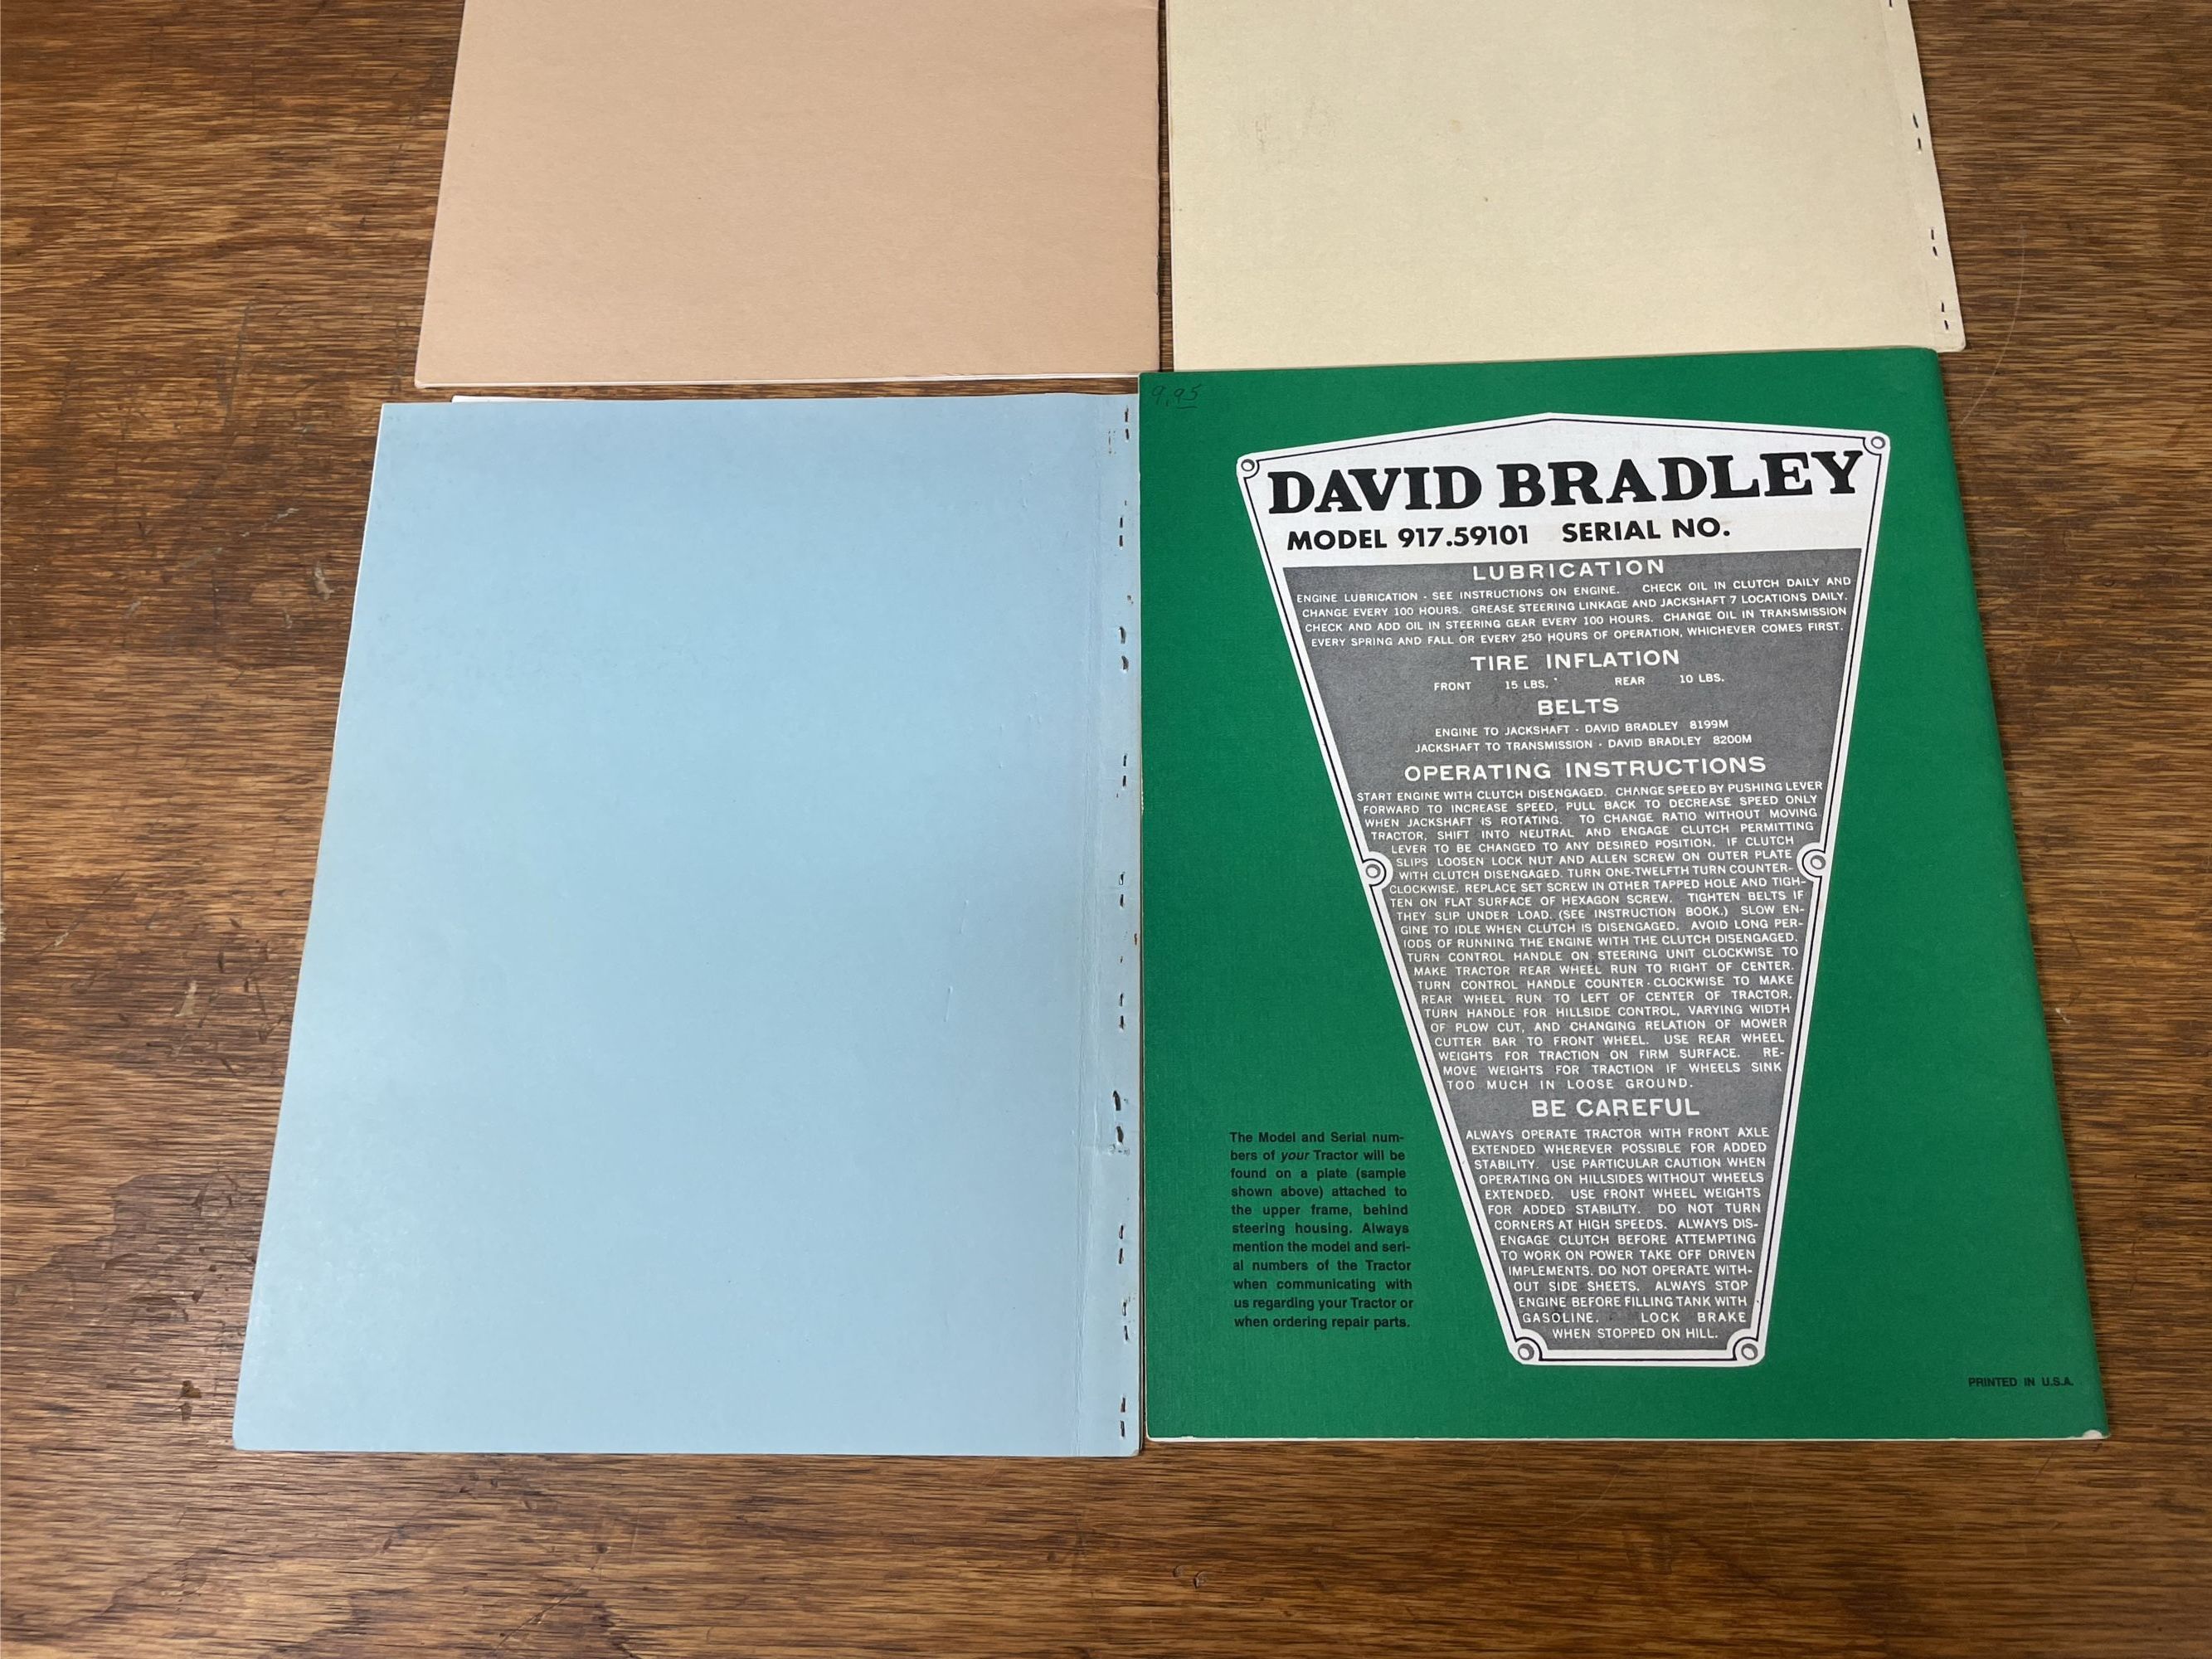 9.95
DAVID BRADLEY
MODEL 917.59101 SERIAL NO.
LUBRICATION
ENGINE LUBRICATION - SEE INSTRUCTIONS ON ENGINE. CHECK OIL IN CLUTCH DAILY AND
CHANGE EVERY 100 HOURS. GREASE STEERING LINKAGE AND JACKSHAFT 7 LOCATIONS DAILY.
CHECK AND ADD OIL IN STEERING GEAR EVERY 100 HOURS. CHANGE OIL IN TRANSMISSION
EVERY SPRING AND FALL OR EVERY 250 HOURS OF OPERATION, WHICHEVER COMES FIRST.
TIRE INFLATION
FRONT 15 LBS. REAR 10 LBS.
BELTS
ENGINE TO JACKSHAFT - DAVID BRADLEY 8199M
JACKSHAFT TO TRANSMISSION - DAVID BRADLEY 8200M
OPERATING INSTRUCTIONS
START ENGINE WITH CLUTCH DISENGAGED. CHANGE SPEED BY PUSHING LEVER
FORWARD TO INCREASE SPEED, PULL BACK TO DECREASE SPEED ONLY
WHEN JACKSHAFT IS ROTATING. TO CHANGE RATIO WITHOUT MOVING
TRACTOR, SHIFT INTO NEUTRAL AND ENGAGE CLUTCH PERMITTING
LEVER TO BE CHANGED TO ANY DESIRED POSITION. IF CLUTCH
SLIPS LOOSEN LOCK NUT AND ALLEN SCREW ON OUTER PLATE
WITH CLUTCH DISENGAGED. TURN ONE-TWELFTH TURN COUNTER-
CLOCKWISE. REPLACE SET SCREW IN OTHER TAPPED HOLE AND TIGH-
TEN ON FLAT SURFACE OF HEXAGON SCREW. TIGHTEN BELTS IF
THEY SLIP UNDER LOAD. (SEE INSTRUCTION BOOK.) SLOW EN-
GINE TO IDLE WHEN CLUTCH IS DISENGAGED. AVOID LONG PER-
IODS OF RUNNING THE ENGINE WITH THE CLUTCH DISENGAGED.
TURN CONTROL HANDLE ON STEERING UNIT CLOCKWISE TO
MAKE TRACTOR REAR WHEEL RUN TO RIGHT OF CENTER.
TURN CONTROL HANDLE COUNTER-CLOCKWISE TO MAKE
REAR WHEEL RUN TO LEFT OF CENTER OF TRACTOR.
TURN HANDLE FOR HILLSIDE CONTROL, VARYING WIDTH
OF PLOW CUT, AND CHANGING RELATION OF MOWER
CUTTER BAR TO FRONT WHEEL. USE REAR WHEEL
WEIGHTS FOR TRACTION ON FIRM SURFACE. RE-
MOVE WEIGHTS FOR TRACTION IF WHEELS SINK
TOO MUCH IN LOOSE GROUND.
BE CAREFUL
ALWAYS OPERATE TRACTOR WITH FRONT AXLE
EXTENDED WHEREVER POSSIBLE FOR ADDED
STABILITY. USE PARTICULAR CAUTION WHEN
OPERATING ON HILLSIDES WITHOUT WHEELS
EXTENDED. USE FRONT WHEEL WEIGHTS
FOR ADDED STABILITY. DO NOT TURN
CORNERS AT HIGH SPEEDS. ALWAYS DIS-
ENGAGE CLUTCH BEFORE ATTEMPTING
TO WORK ON POWER TAKE OFF DRIVEN
IMPLEMENTS. DO NOT OPERATE WITH-
OUT SIDE SHEETS. ALWAYS STOP
ENGINE BEFORE FILLING TANK WITH
GASOLINE. LOCK BRAKE
WHEN STOPPED ON HILL.
The Model and Serial num-
bers of your Tractor will be
found on a plate (sample
shown above) attached to
the upper frame, behind
steering housing. Always
mention the model and seri-
al numbers of the Tractor
when communicating with
us regarding your Tractor or
when ordering repair parts.
PRINTED IN U.S.A.